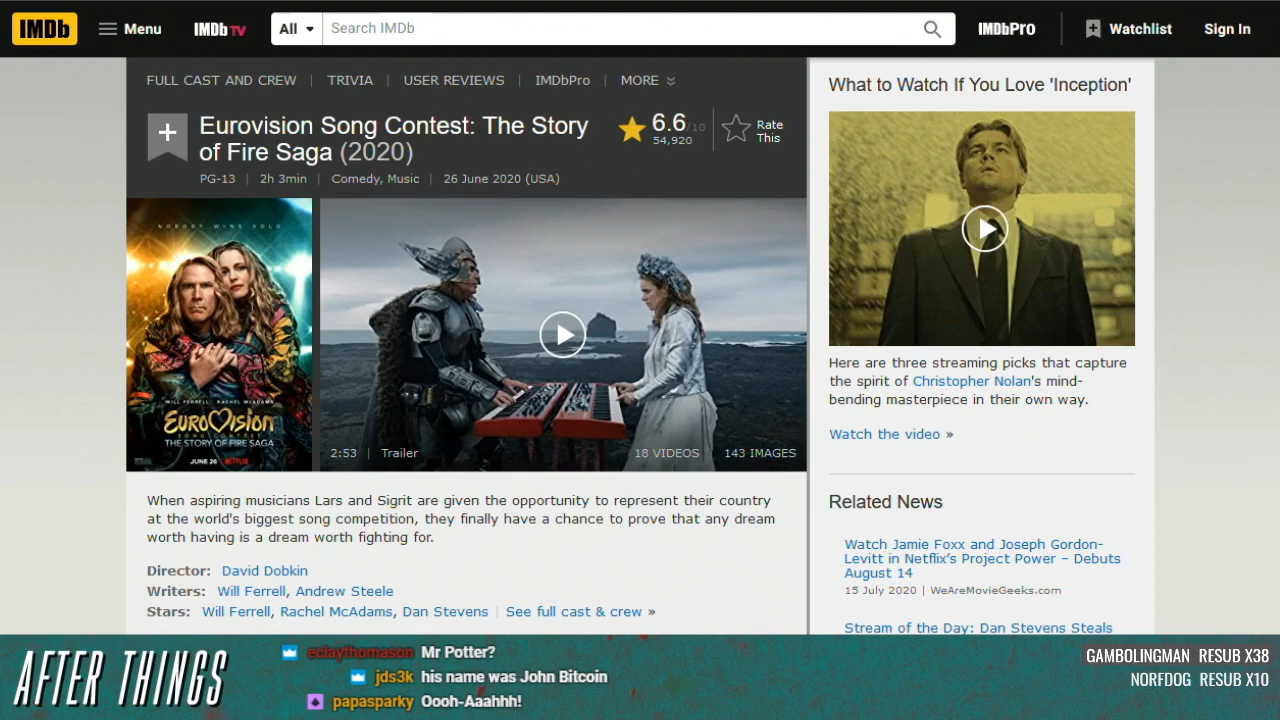 IMDb
Menu
IMDb TV
All
Search IMDb
IMDbPro
Watchlist
Sign In
FULL CAST AND CREW | TRIVIA | USER REVIEWS | IMDbPro | MORE
Eurovision Song Contest: The Story
of Fire Saga (2020)
6.6/10
54,920
Rate
This
PG-13 | 2h 3min | Comedy, Music | 26 June 2020 (USA)
NOBODY WINS SOLO
WILL FERRELL RACHEL McADAMS
EUROVISION
SONG CONTEST
THE STORY OF FIRE SAGA
JUNE 26 | NETFLIX
2:53 | Trailer
18 VIDEOS
143 IMAGES
When aspiring musicians Lars and Sigrit are given the opportunity to represent their country
at the world's biggest song competition, they finally have a chance to prove that any dream
worth having is a dream worth fighting for.
Director: David Dobkin
Writers: Will Ferrell, Andrew Steele
Stars: Will Ferrell, Rachel McAdams, Dan Stevens | See full cast & crew »
What to Watch If You Love 'Inception'
Here are three streaming picks that capture
the spirit of Christopher Nolan's mind-
bending masterpiece in their own way.
Watch the video »
Related News
Watch Jamie Foxx and Joseph Gordon-
Levitt in Netflix's Project Power – Debuts
August 14
15 July 2020 | WeAreMovieGeeks.com
Stream of the Day: Dan Stevens Steals
AFTER THINGS
eclaythomason Mr Potter?
jds3k his name was John Bitcoin
papasparky Oooh-Aaahhh!
GAMBOLINGMAN RESUB X38
NORFDOG RESUB X10